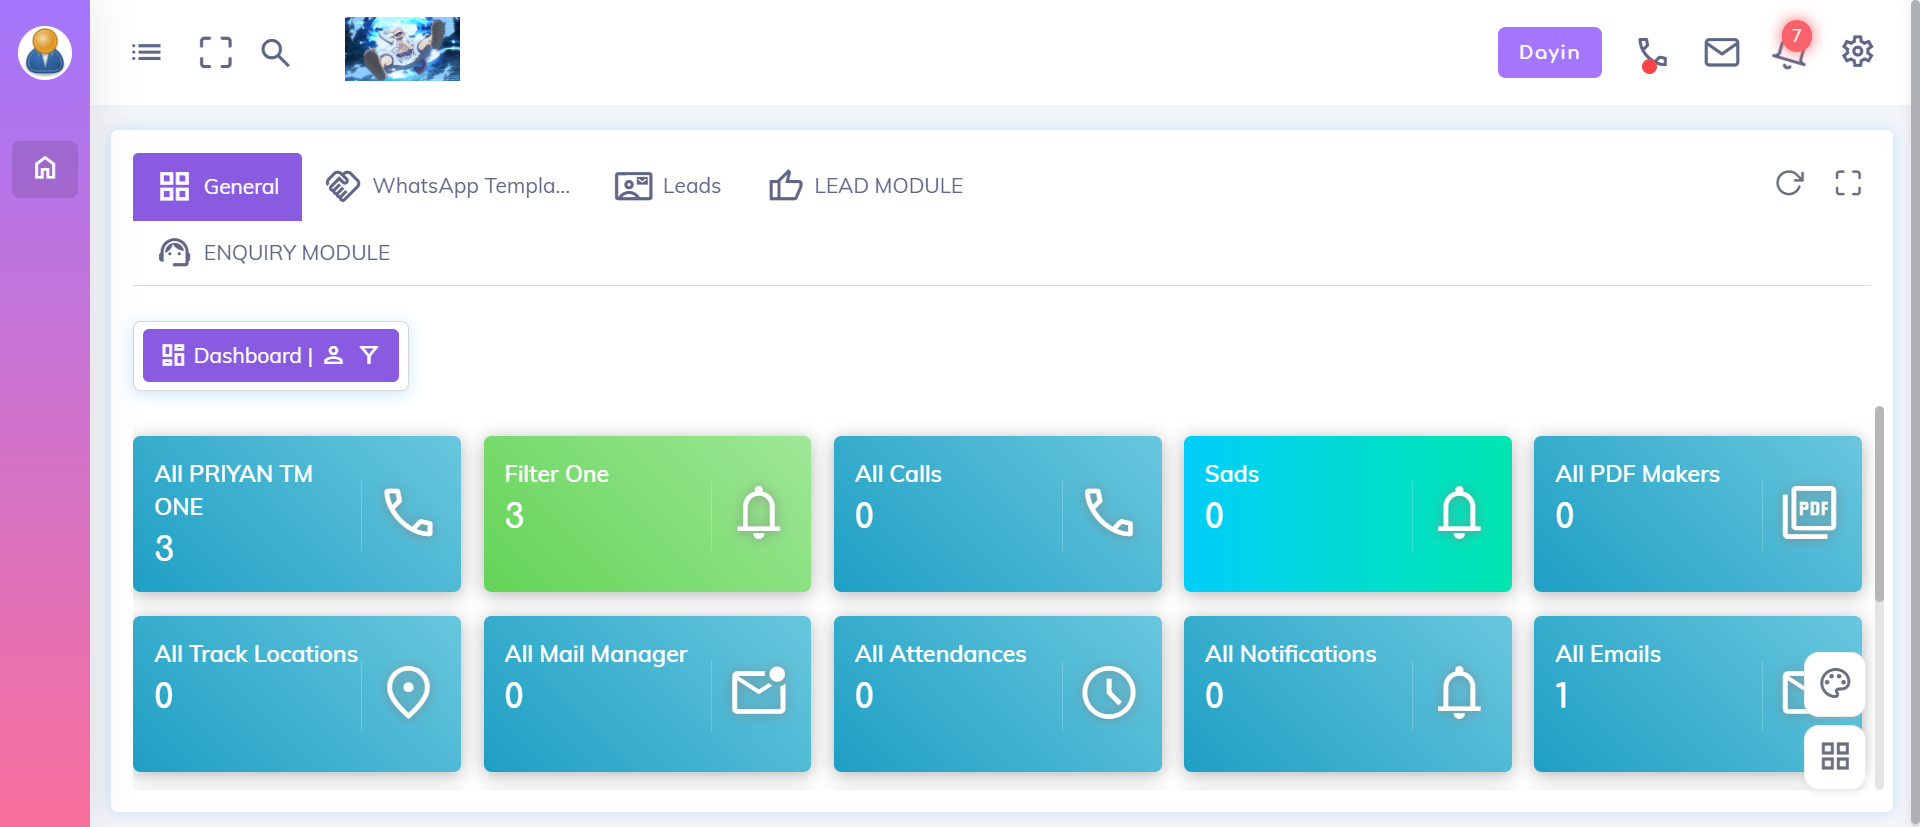 Dayin
7
General
WhatsApp Templa...
Leads
LEAD MODULE
ENQUIRY MODULE
Dashboard |
All PRIYAN TM
ONE
3
Filter One
3
All Calls
0
Sads
0
All PDF Makers
0
PDF
All Track Locations
0
All Mail Manager
0
All Attendances
0
All Notifications
0
All Emails
1